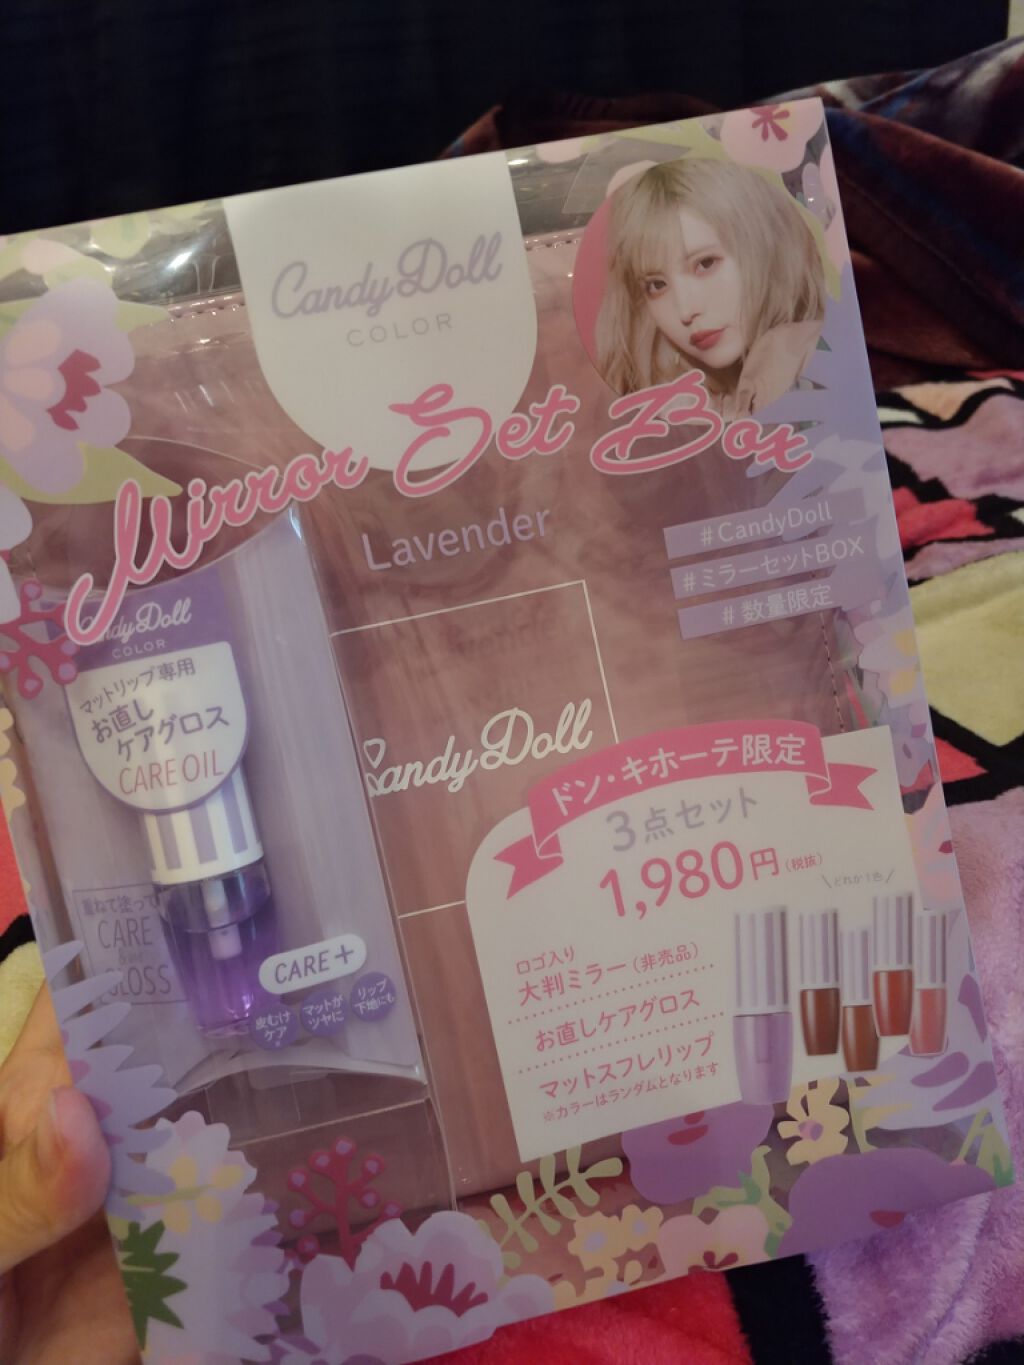 Candy Doll
COLOR
Mirror Set Box
Lavender
#CandyDoll
#ミラーセットBOX
#数量限定
Candy Doll
COLOR
マットリップ専用
お直し
ケアグロス
CARE OIL
重ねて塗って
CARE
&
GLOSS
CARE+
皮むけ
ケア
マットが
ツヤに
リップ
下地にも
Candy Doll
ドン・キホーテ限定
3点セット
1,980円(税抜)
\どれか1色/
ロゴ入り
大判ミラー(非売品)
お直しケアグロス
マットスフレリップ
※カラーはランダムとなります